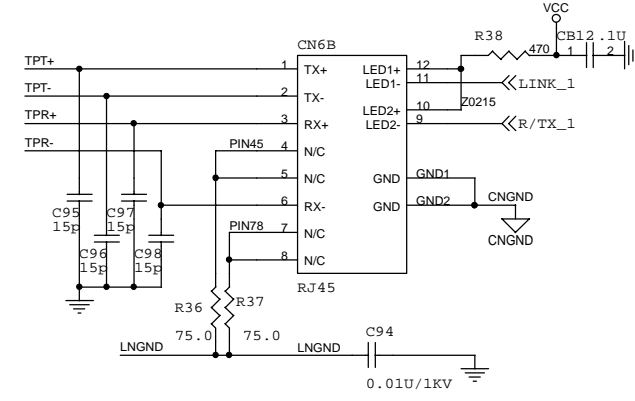 VCC
R38
CB12 .1U
470
1
2
CN6B
TPT+
1
TX+
LED1+
12
LED1-
11
LINK_1
TPT-
2
TX-
Z0215
LED2+
10
TPR+
3
RX+
LED2-
9
R/TX_1
TPR-
PIN45
4
N/C
5
N/C
GND
GND1
6
RX-
GND
GND2
CNGND
C95
15p
C97
15p
PIN78
7
N/C
CNGND
C96
15p
C98
15p
8
N/C
RJ45
R36
R37
75.0
75.0
C94
LNGND
LNGND
0.01U/1KV